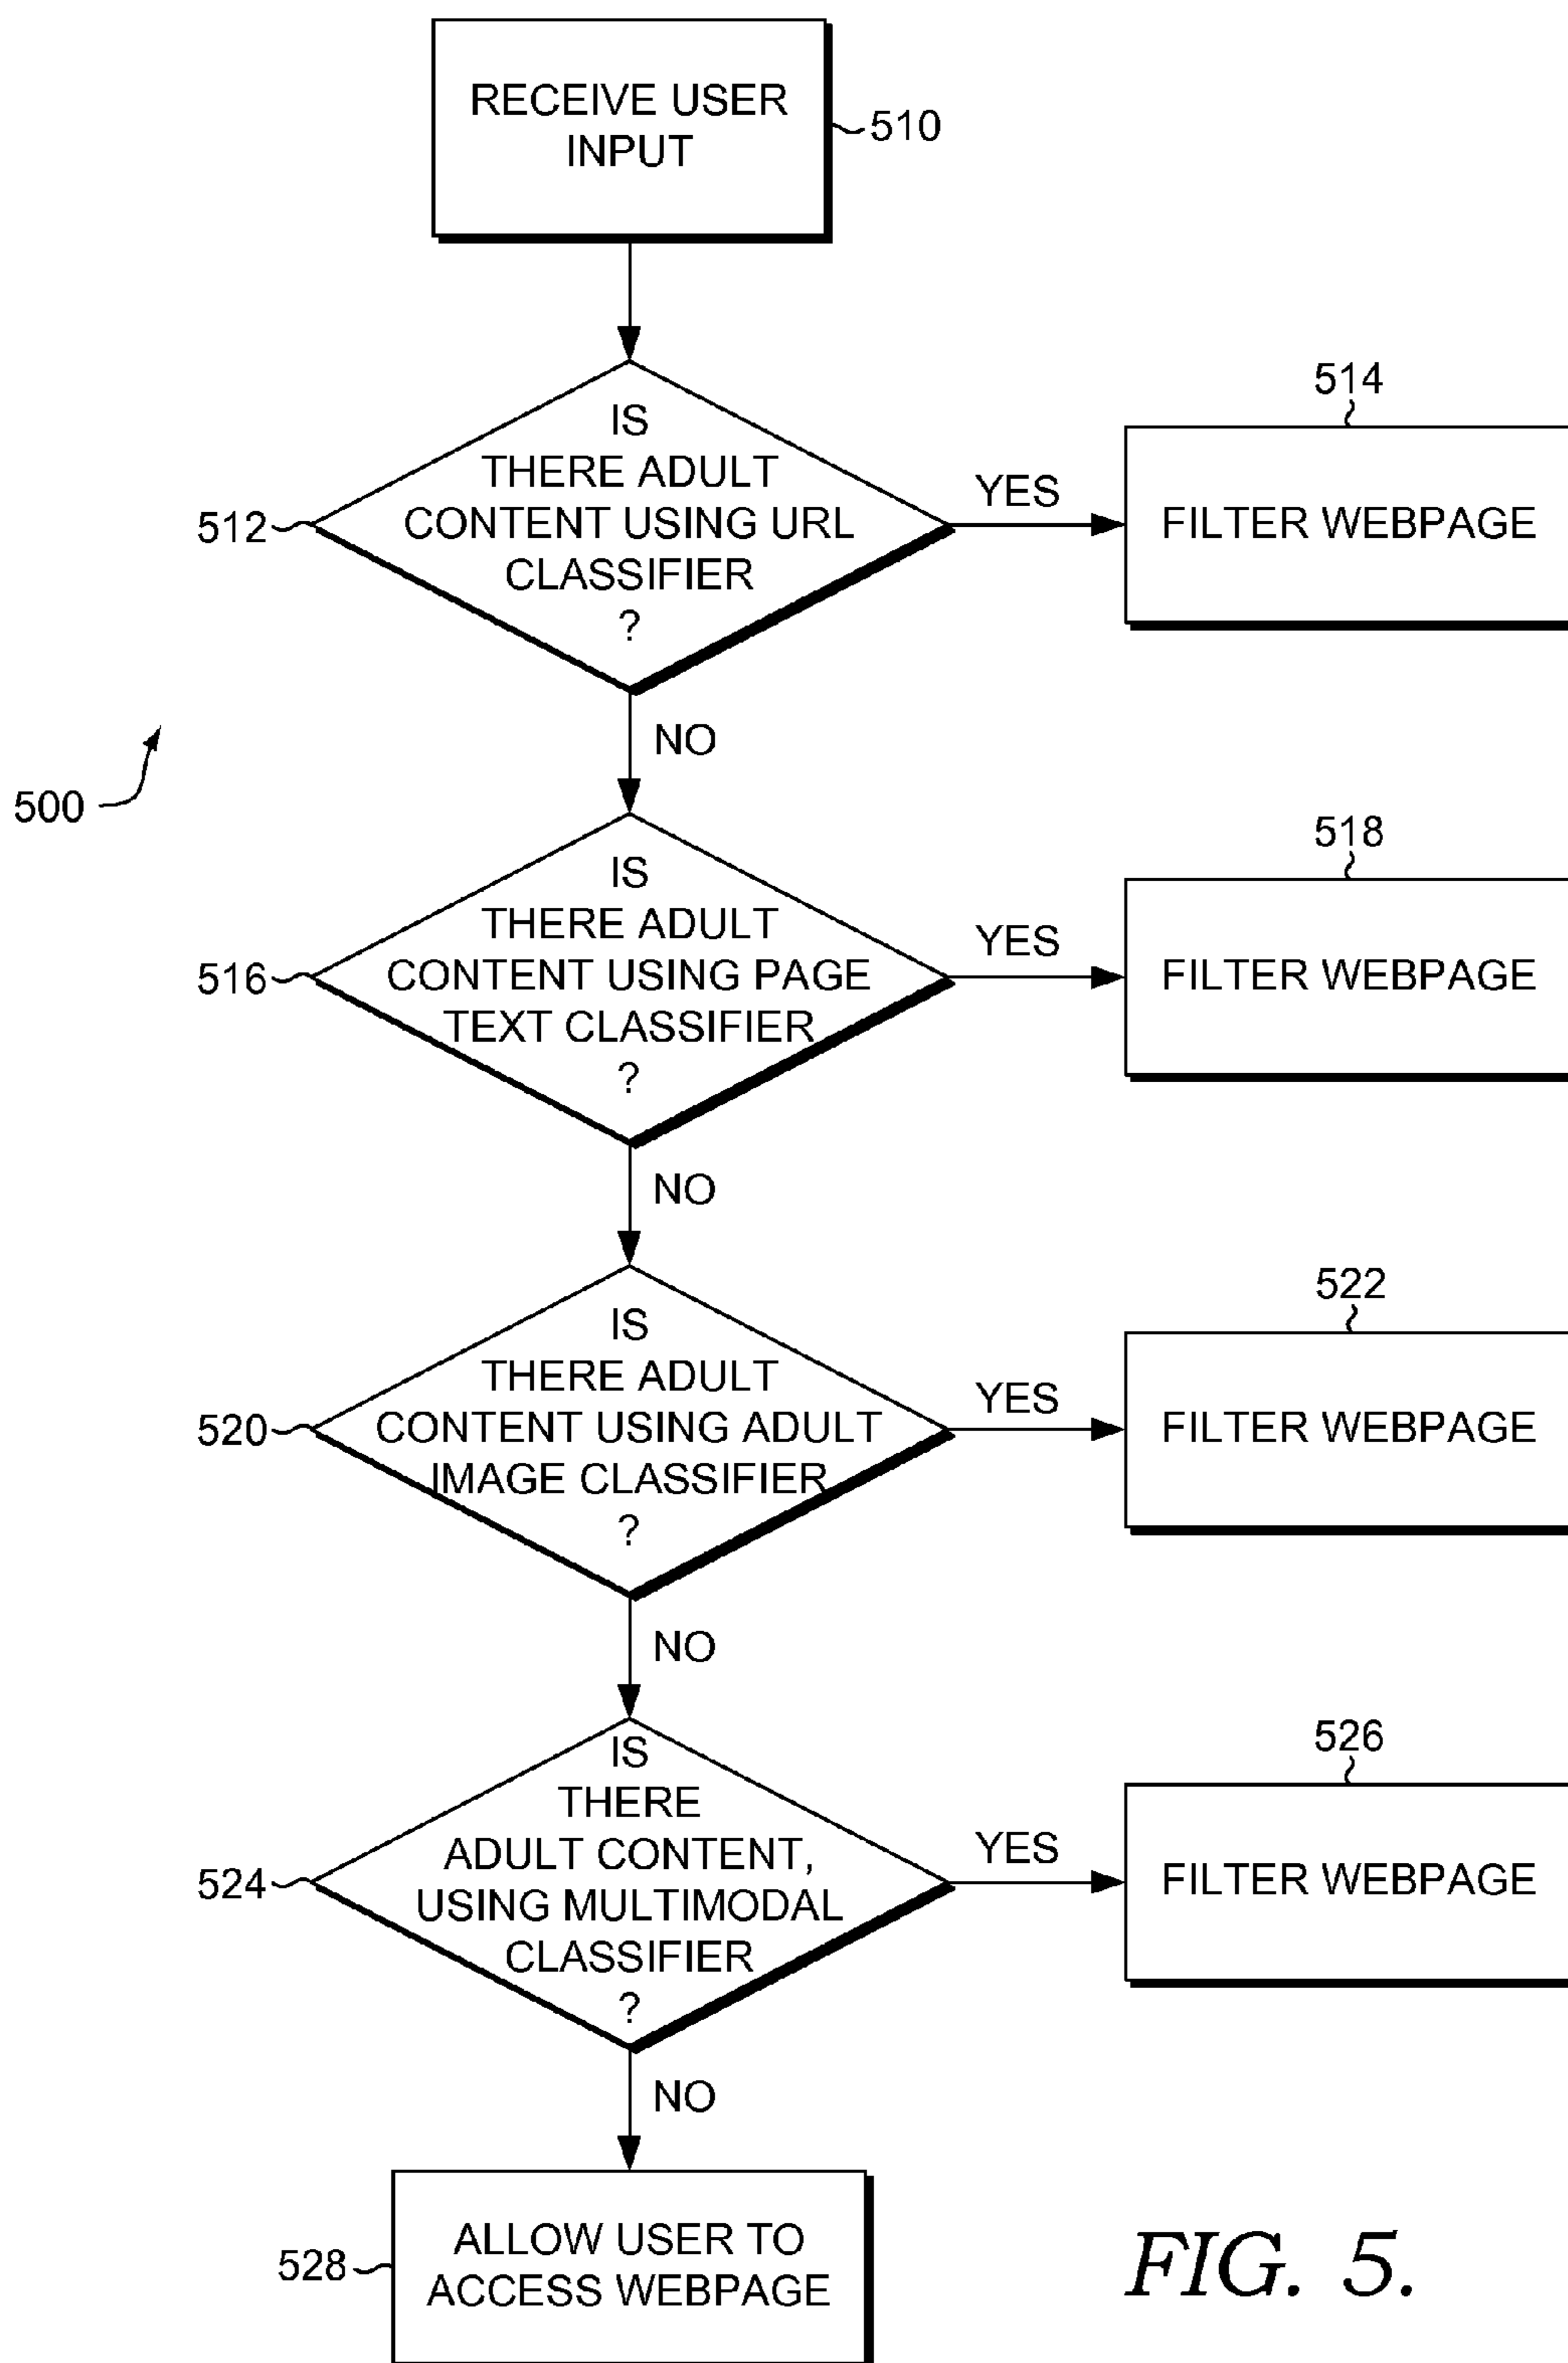 RECEIVE USER
INPUT
510
IS
THERE ADULT
CONTENT USING URL
CLASSIFIER
?
512
YES
514
FILTER WEBPAGE
NO
500
IS
THERE ADULT
CONTENT USING PAGE
TEXT CLASSIFIER
?
516
YES
518
FILTER WEBPAGE
NO
IS
THERE ADULT
CONTENT USING ADULT
IMAGE CLASSIFIER
?
520
YES
522
FILTER WEBPAGE
NO
IS
THERE
ADULT CONTENT,
USING MULTIMODAL
CLASSIFIER
?
524
YES
526
FILTER WEBPAGE
NO
ALLOW USER TO
ACCESS WEBPAGE
528
FIG. 5.